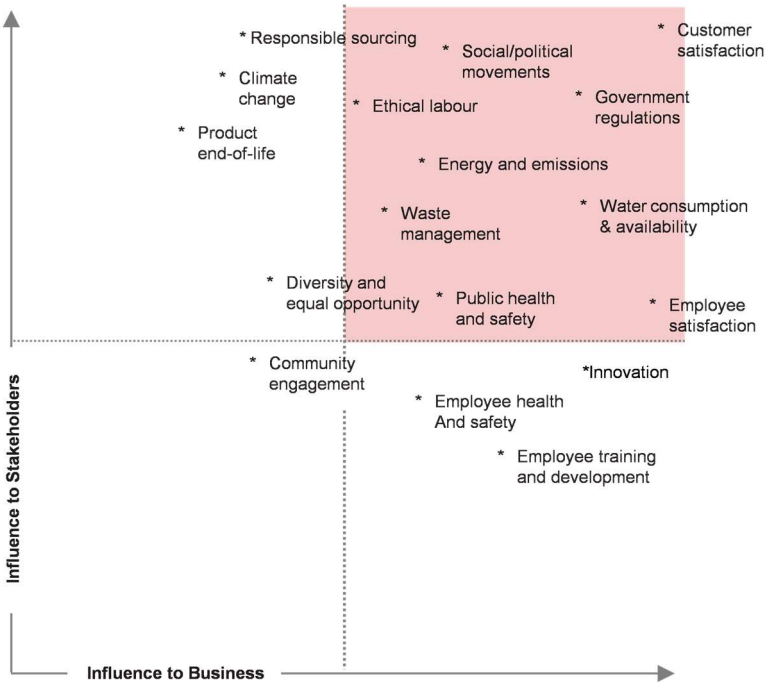 * Responsible sourcing
* Customer
satisfaction
* Social/political
movements
* Climate
change
* Ethical labour
* Government
regulations
* Product
end-of-life
* Energy and emissions
* Waste
management
* Water consumption
& availability
* Diversity and
equal opportunity
* Public health
and safety
* Employee
satisfaction
* Community
engagement
*Innovation
* Employee health
And safety
* Employee training
and development
Influence to Stakeholders
Influence to Business